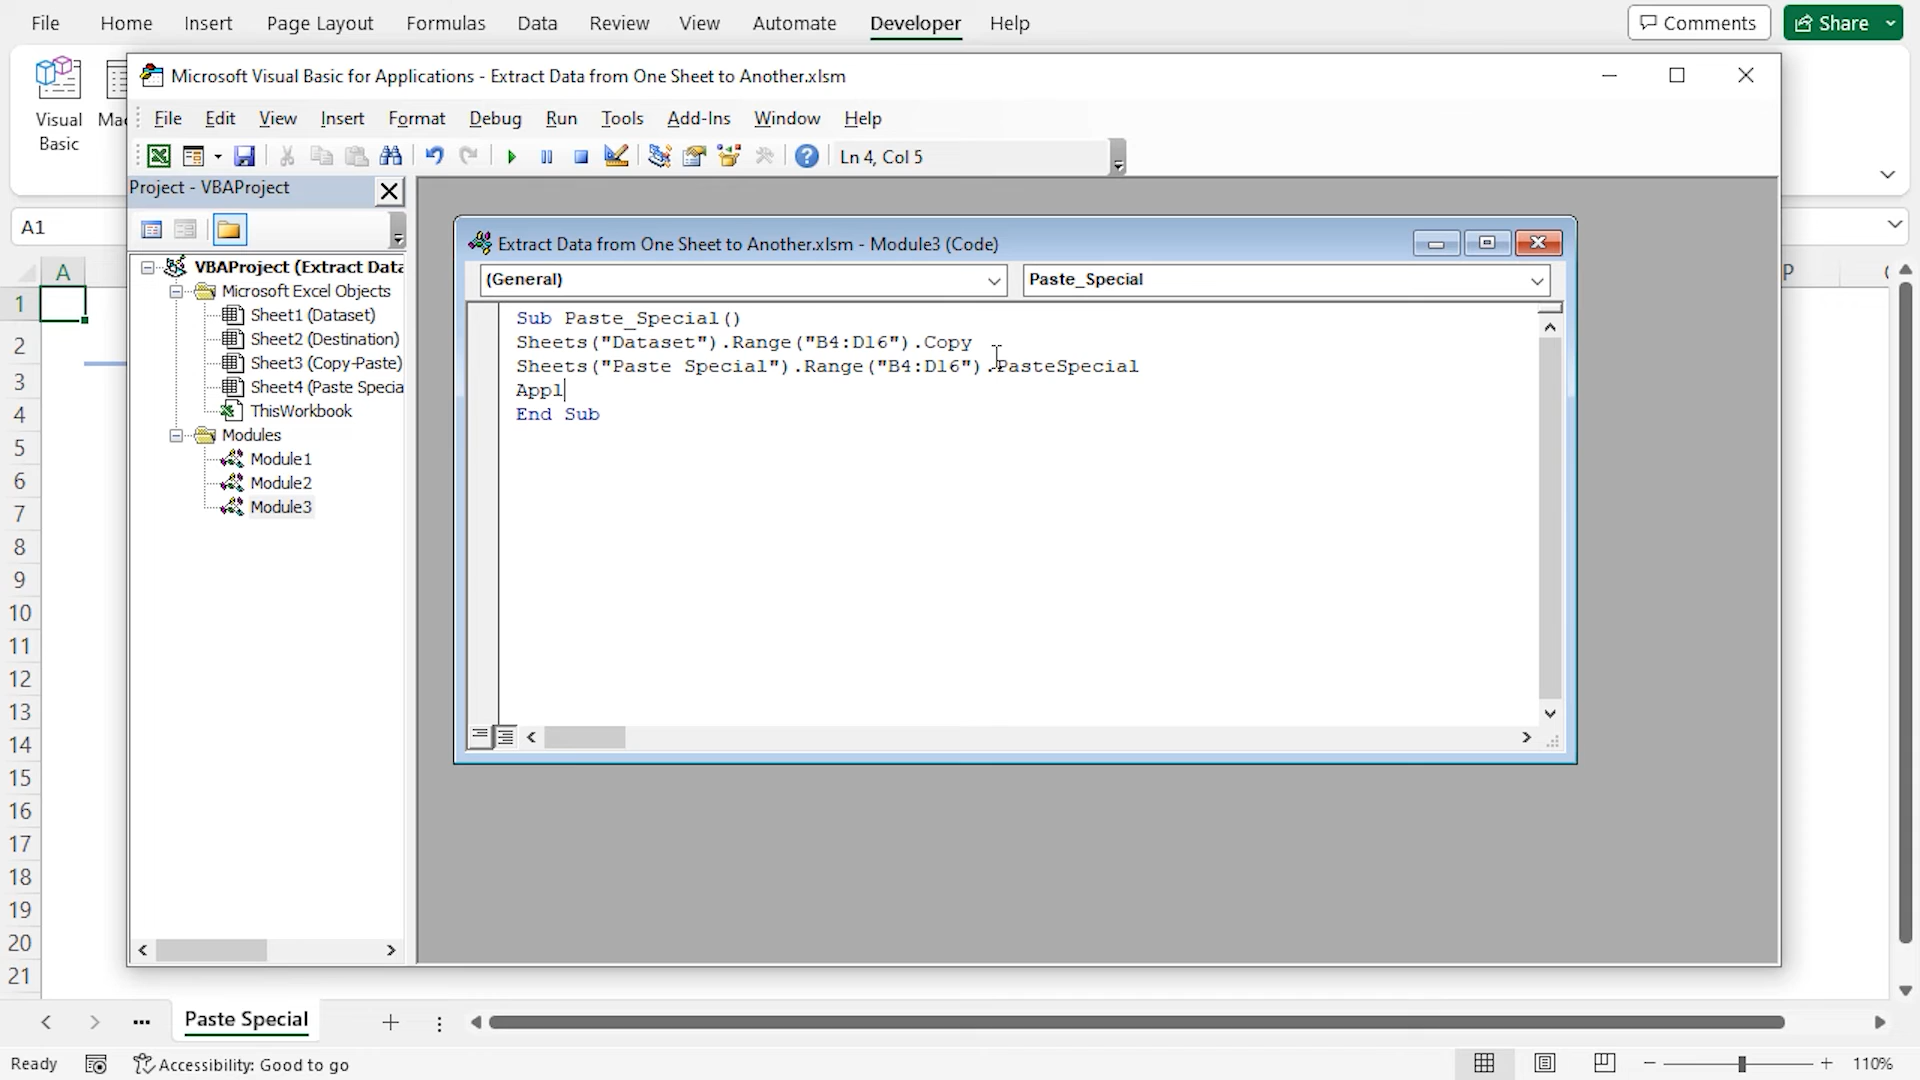 File Home Insert Page Layout Formulas Data Review View Automate Developer Help Comments Share
Microsoft Visual Basic for Applications - Extract Data from One Sheet to Another.xlsm
Visual
Basic
Mac
File Edit View Insert Format Debug Run Tools Add-Ins Window Help
Ln 4, Col 5
Project - VBAProject
A1
Extract Data from One Sheet to Another.xlsm - Module3 (Code)
(General) Paste_Special
VBAProject (Extract Data
Microsoft Excel Objects
Sheet1 (Dataset)
Sheet2 (Destination)
Sheet3 (Copy-Paste)
Sheet4 (Paste Specia
ThisWorkbook
Modules
Module1
Module2
Module3
Sub Paste_Special()
Sheets("Dataset").Range("B4:D16").Copy
Sheets("Paste Special").Range("B4:D16").PasteSpecial
Appl
End Sub
A
P
1
2
3
4
5
6
7
8
9
10
11
12
13
14
15
16
17
18
19
20
21
Paste Special
Ready
Accessibility: Good to go
110%